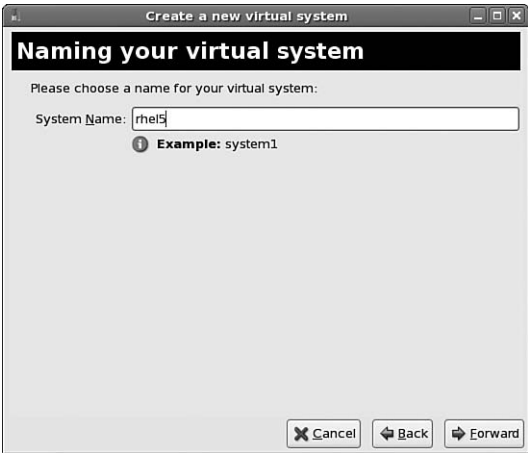 Create a new virtual system
Naming your virtual system
Please choose a name for your virtual system:
System Name: rhel5
Example: system1
Cancel Back Forward